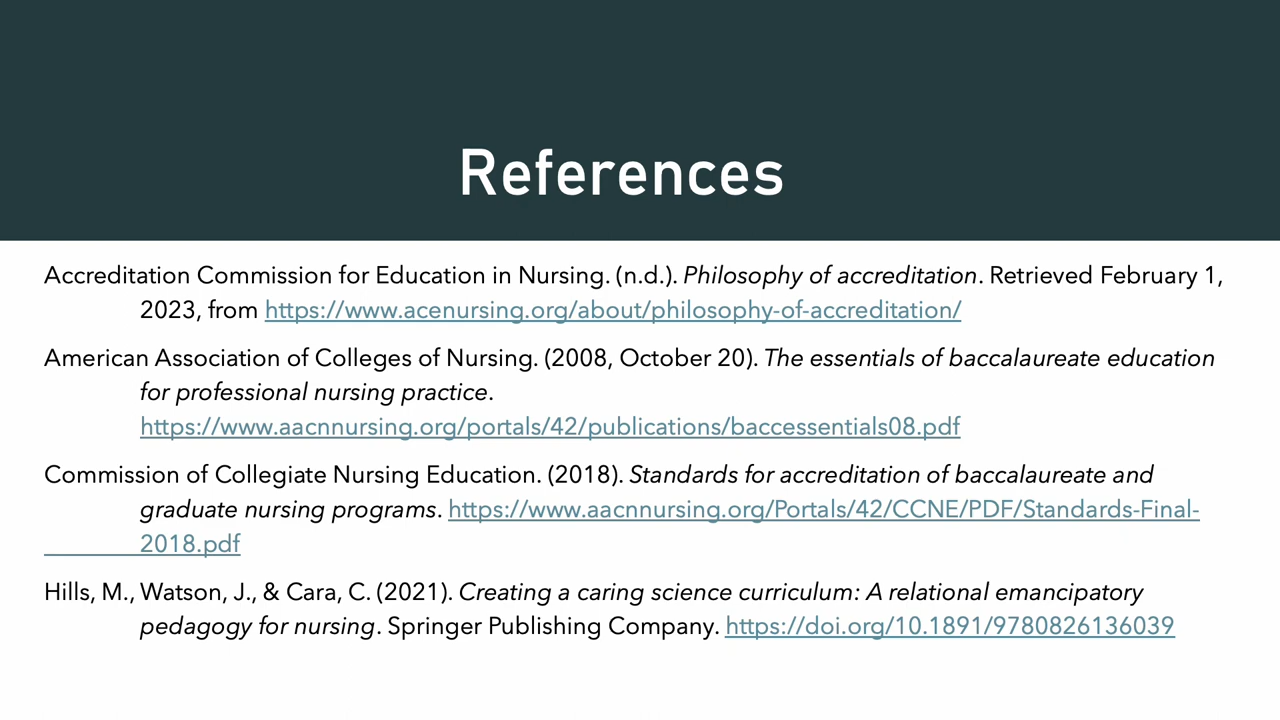 References
Accreditation Commission for Education in Nursing. (n.d.). Philosophy of accreditation. Retrieved February 1,
2023, from https://www.acenursing.org/about/philosophy-of-accreditation/
American Association of Colleges of Nursing. (2008, October 20). The essentials of baccalaureate education
for professional nursing practice.
https://www.aacnnursing.org/portals/42/publications/baccessentials08.pdf
Commission of Collegiate Nursing Education. (2018). Standards for accreditation of baccalaureate and
graduate nursing programs. https://www.aacnnursing.org/Portals/42/CCNE/PDF/Standards-Final-
2018.pdf
Hills, M., Watson, J., & Cara, C. (2021). Creating a caring science curriculum: A relational emancipatory
pedagogy for nursing. Springer Publishing Company. https://doi.org/10.1891/9780826136039